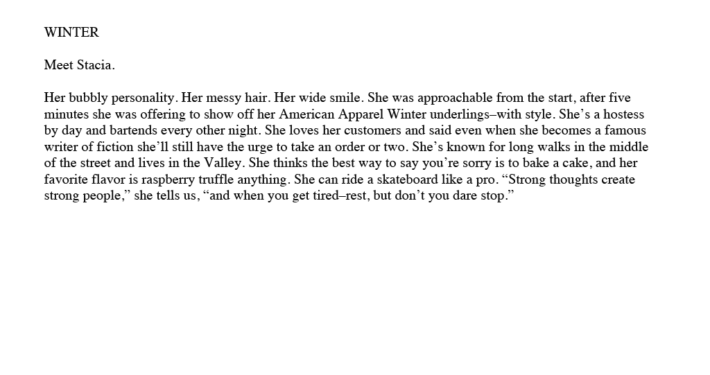 WINTER
Meet Stacia.
Her bubbly personality. Her messy hair. Her wide smile. She was approachable from the start, after five
minutes she was offering to show off her American Apparel Winter underlings–with style. She’s a hostess
by day and bartends every other night. She loves her customers and said even when she becomes a famous
writer of fiction she’ll still have the urge to take an order or two. She’s known for long walks in the middle
of the street and lives in the Valley. She thinks the best way to say you’re sorry is to bake a cake, and her
favorite flavor is raspberry truffle anything. She can ride a skateboard like a pro. “Strong thoughts create
strong people,” she tells us, “and when you get tired–rest, but don’t you dare stop.”